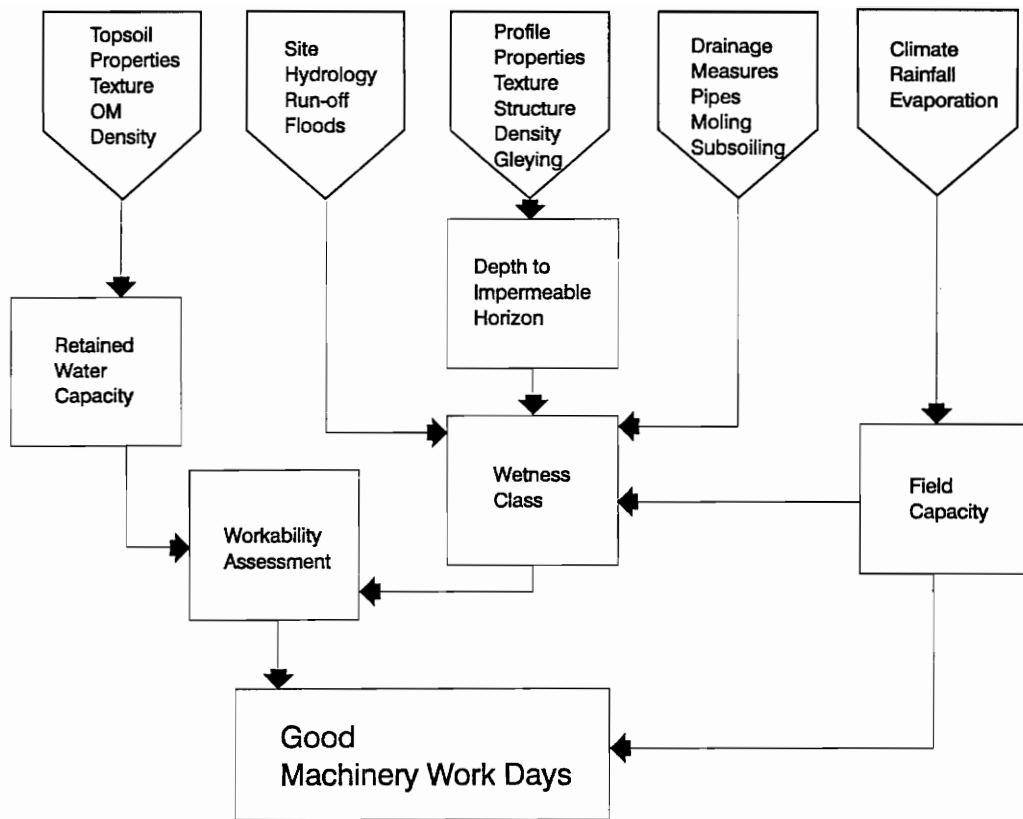 Topsoil
Properties
Texture
OM
Density
Site
Hydrology
Run-off
Floods
Profile
Properties
Texture
Structure
Density
Gleying
Drainage
Measures
Pipes
Moling
Subsoiling
Climate
Rainfall
Evaporation
Depth to
Impermeable
Horizon
Retained
Water
Capacity
Wetness
Class
Field
Capacity
Workability
Assessment
Good
Machinery Work Days